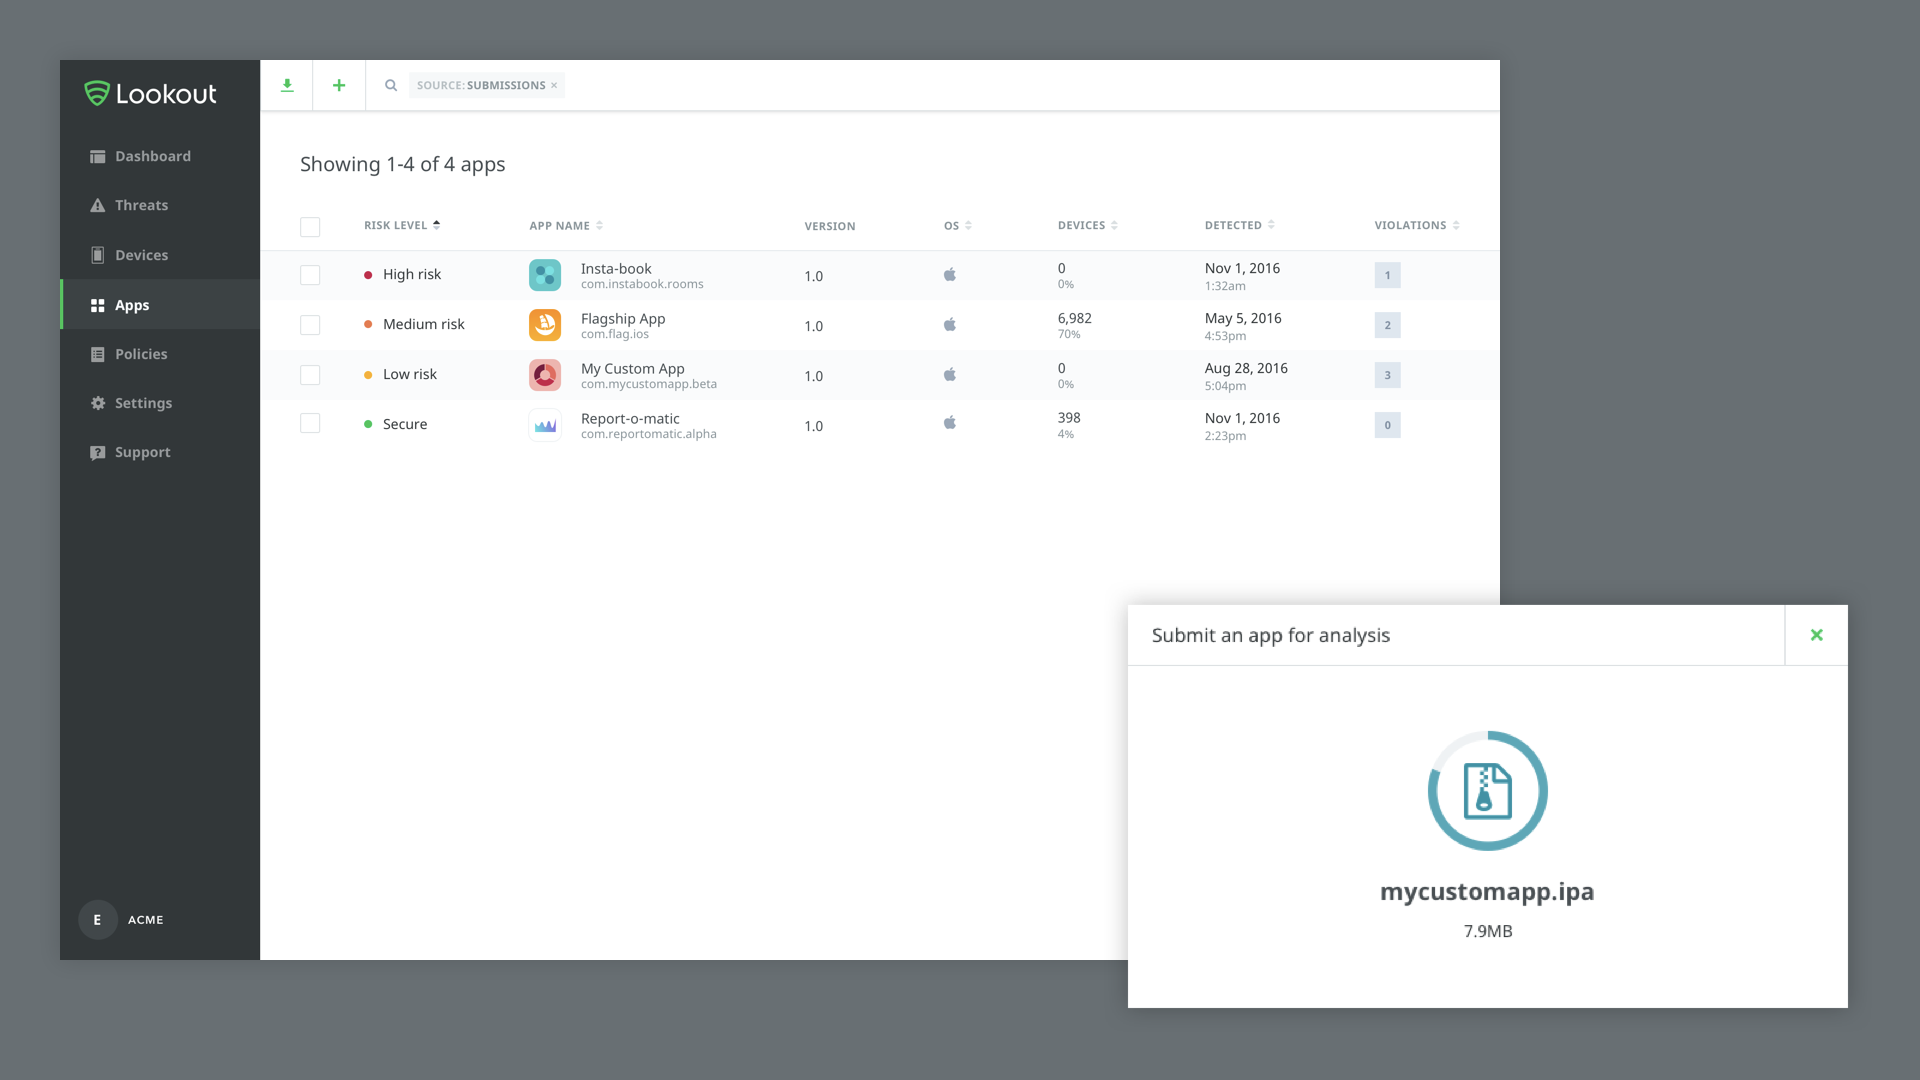 Lookout
Dashboard
Threats
Devices
Apps
Policies
Settings
Support
E ACME
SOURCE: SUBMISSIONS ×
Showing 1-4 of 4 apps
RISK LEVEL APP NAME VERSION OS DEVICES DETECTED VIOLATIONS
High risk Insta-book 1.0 0 Nov 1, 2016 1
com.instabook.rooms 0% 1:32am
Medium risk Flagship App 1.0 6,982 May 5, 2016 2
com.flag.ios 70% 4:53pm
Low risk My Custom App 1.0 0 Aug 28, 2016 3
com.mycustomapp.beta 0% 5:04pm
Secure Report-o-matic 1.0 398 Nov 1, 2016 0
com.reportomatic.alpha 4% 2:23pm
Submit an app for analysis
mycustomapp.ipa
7.9MB